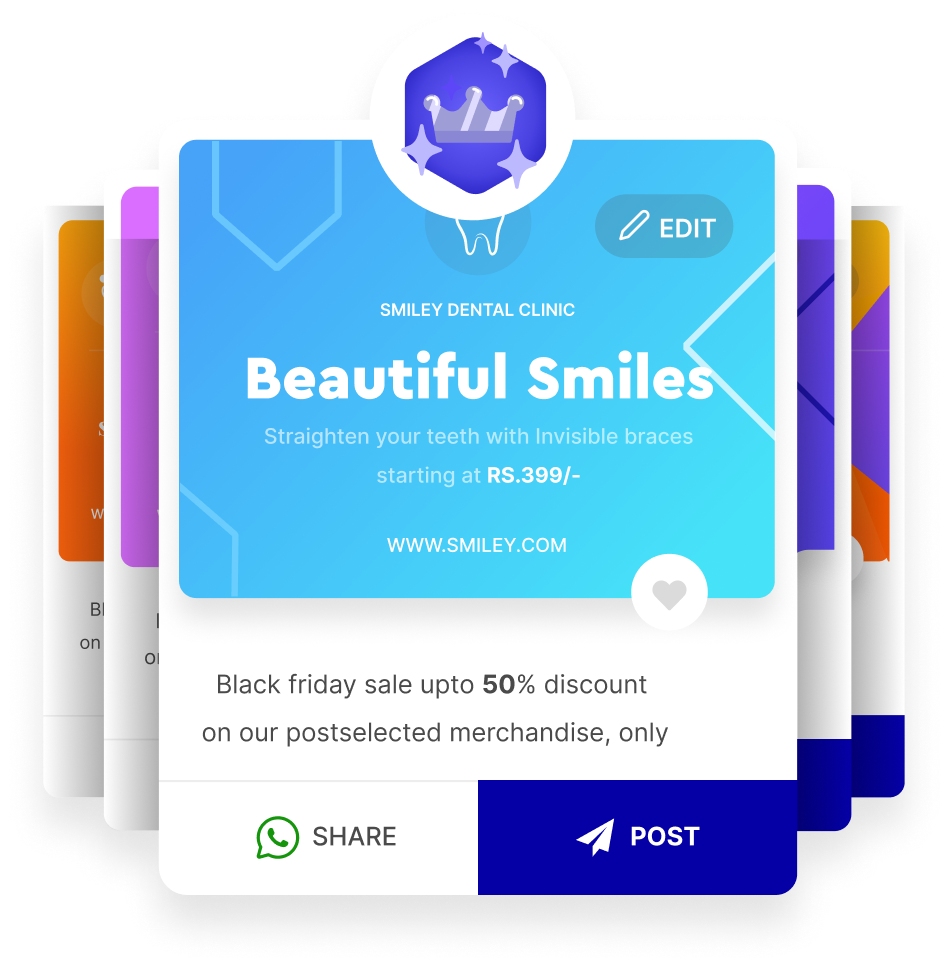 EDIT
SMILEY DENTAL CLINIC
Beautiful Smiles
Straighten your teeth with Invisible braces
starting at RS.399/-
WWW.SMILEY.COM
Black friday sale upto 50% discount
on our postselected merchandise, only
SHARE
POST
on